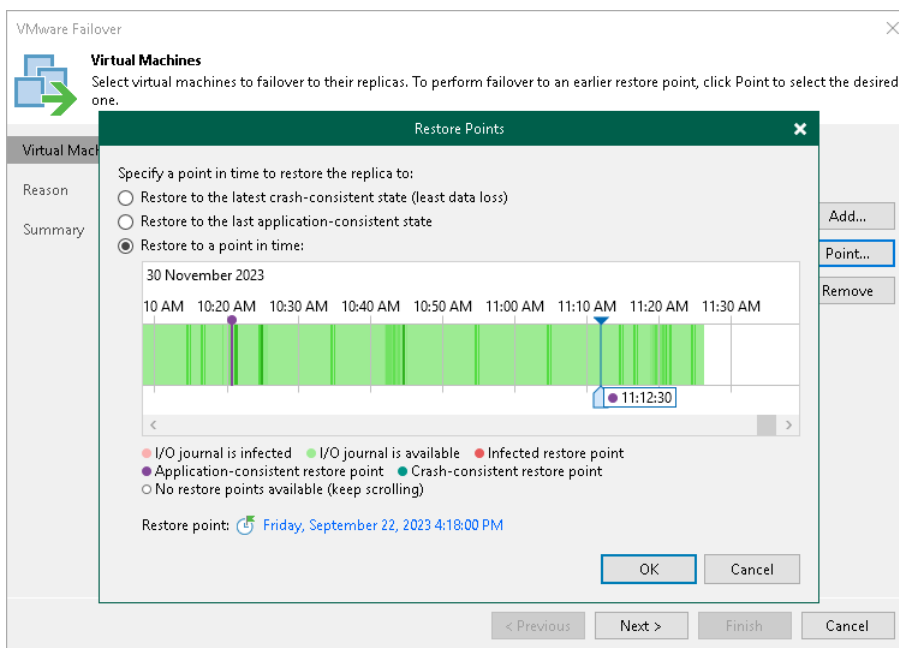 VMware Failover
Virtual Machines
Select virtual machines to failover to their replicas. To perform failover to an earlier restore point, click Point to select the desired
one.
Restore Points
Virtual Mach
Reason
Summary
Specify a point in time to restore the replica to:
Restore to the latest crash-consistent state (least data loss)
Restore to the last application-consistent state
Restore to a point in time:
Add...
Point...
Remove
30 November 2023
10 AM 10:20 AM 10:30 AM 10:40 AM 10:50 AM 11:00 AM 11:10 AM 11:20 AM 11:30 AM
11:12:30
I/O journal is infected I/O journal is available Infected restore point
Application-consistent restore point Crash-consistent restore point
No restore points available (keep scrolling)
Restore point: Friday, September 22, 2023 4:18:00 PM
OK Cancel
< Previous Next > Finish Cancel